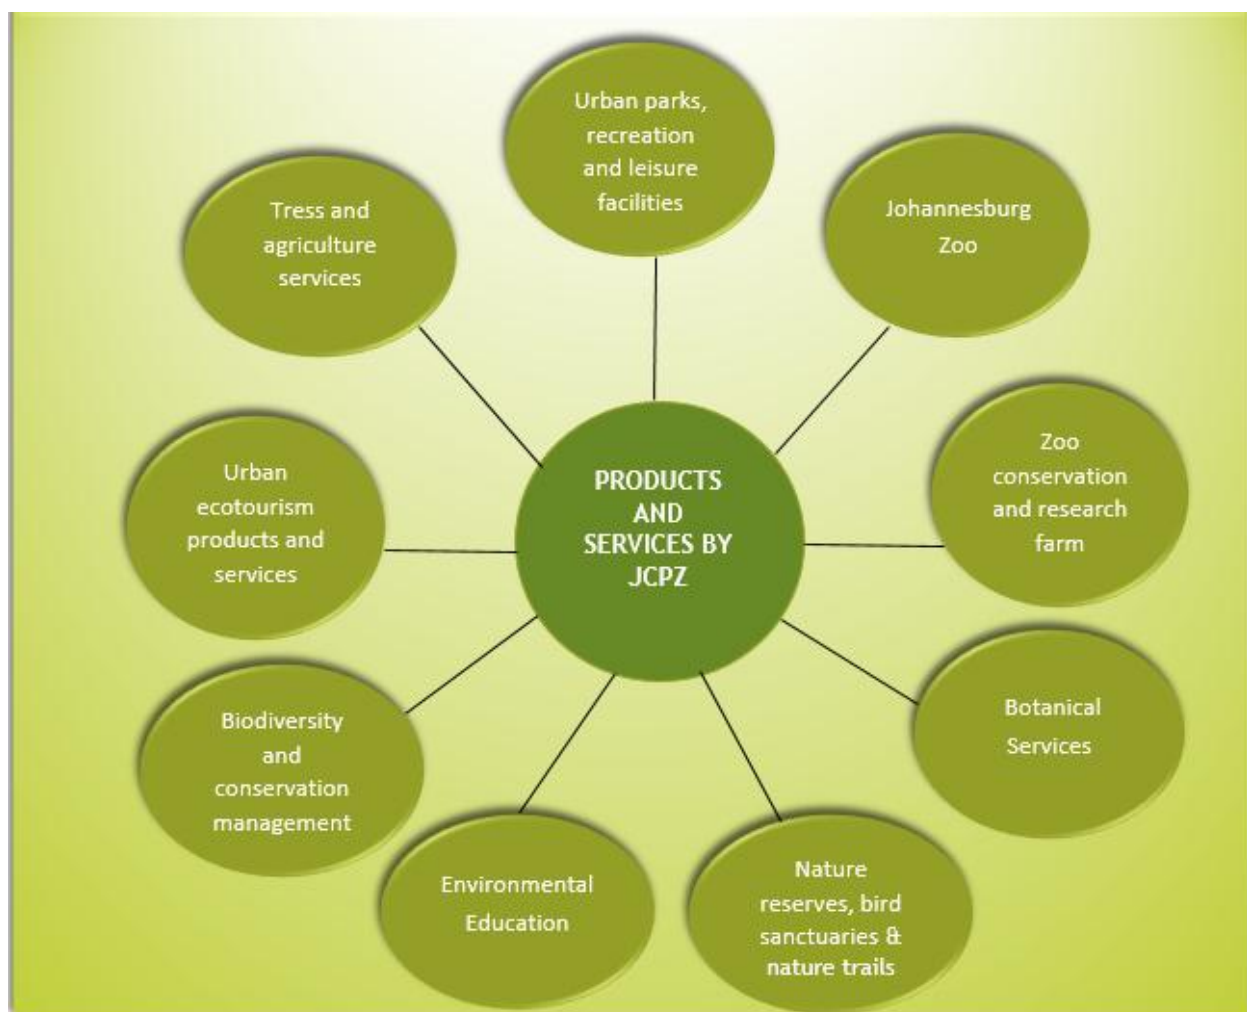 Urban parks,
recreation
and leisure
facilities
Johannesburg
Zoo
Zoo
conservation
and research
farm
Botanical
Services
Nature
reserves, bird
sanctuaries &
nature trails
Environmental
Education
Biodiversity
and
conservation
management
Urban
ecotourism
products and
services
Tress and
agriculture
services
PRODUCTS
AND
SERVICES BY
JCPZ